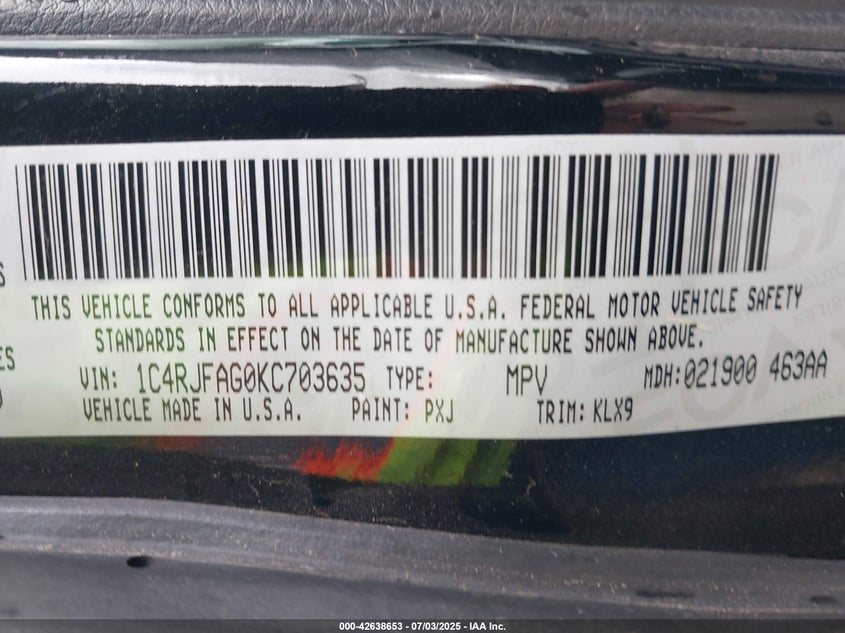 THIS VEHICLE CONFORMS TO ALL APPLICABLE U.S.A. FEDERAL MOTOR VEHICLE SAFETY
STANDARDS IN EFFECT ON THE DATE OF MANUFACTURE SHOWN ABOVE.
VIN: 1C4RJFAG0KC703635 TYPE: MPV MDH:021900 463AA
VEHICLE MADE IN U.S.A. PAINT: PXJ TRIM: KLX9
000-42638653 - 07/03/2025 - IAA Inc.